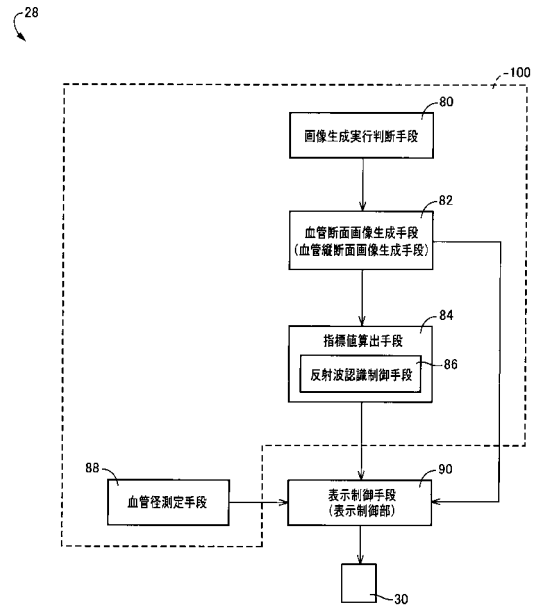 28
100
80
画像生成実行判断手段
82
血管断面画像生成手段
(血管縦断面画像生成手段)
84
指標値算出手段
86
反射波認識制御手段
88
血管径測定手段
90
表示制御手段
(表示制御部)
30